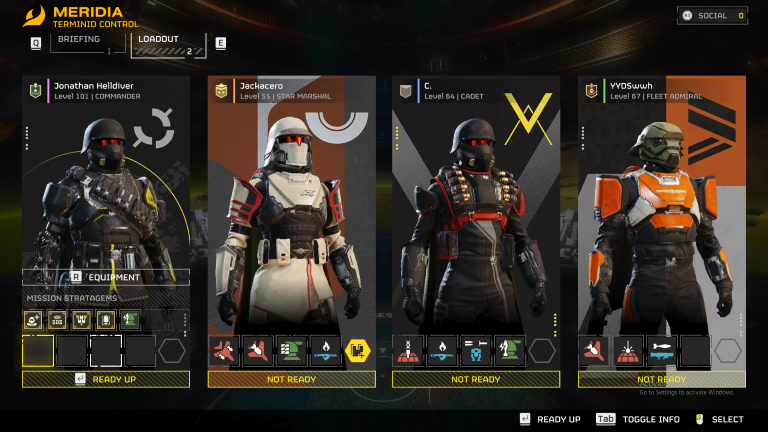 MERIDIA
TERMINID CONTROL
SOCIAL 0
Q BRIEFING 1 LOADOUT 2 E
Jonathan Helldiver
Level 101 | COMMANDER
Jackacero
Level 55 | STAR MARSHAL
C.
Level 64 | CADET
YYDSwwh
Level 67 | FLEET ADMIRAL
R EQUIPMENT
MISSION STRATAGEMS
SOS
READY UP
NOT READY
NOT READY
NOT READY
Go to Settings to activate Windows.
READY UP Tab TOGGLE INFO SELECT